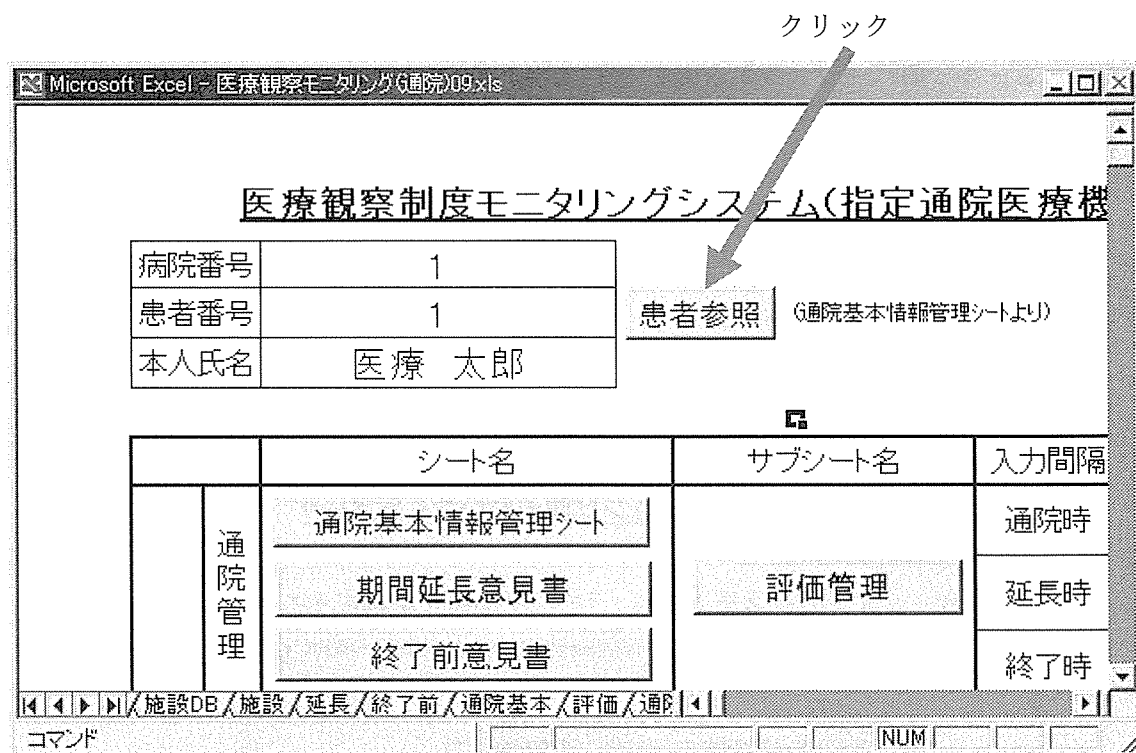 クリック
Microsoft Excel - 医療観察モニタリング(通院)09.xls
医療観察制度モニタリングシステム(指定通院医療機
病院番号 1
患者番号 1
患者参照 (通院基本情報管理シートより)
本人氏名 医療 太郎
シート名 サブシート名 入力間隔
通院管理
通院基本情報管理シート 通院時
期間延長意見書 評価管理 延長時
終了前意見書 終了時
施設DB/施設/延長/終了前/通院基本/評価/通院
コマンド NUM